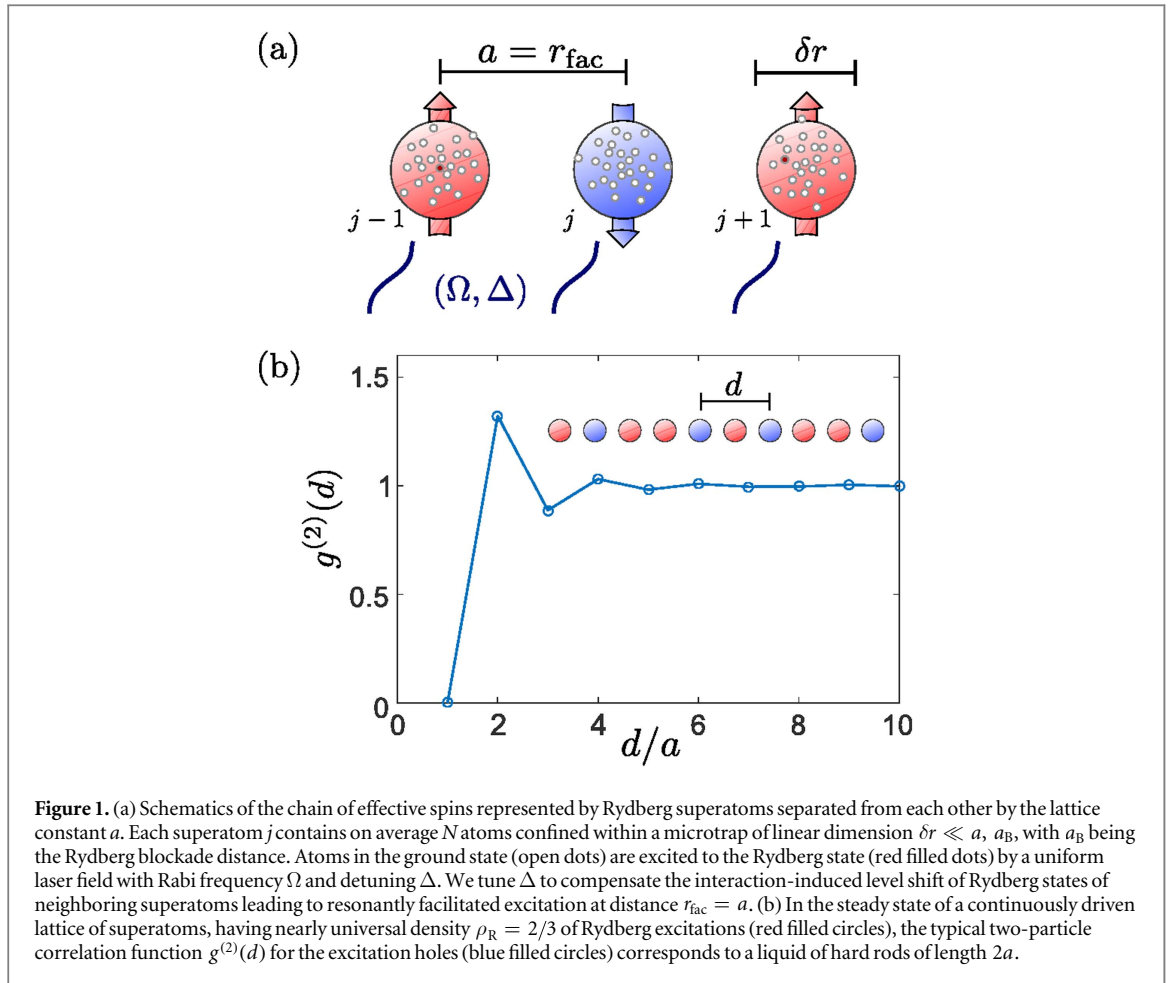 (a)
a = r_fac
δr
j − 1
j
j + 1
(Ω, Δ)
(b)
1.5
1
0.5
0
g^(2)(d)
d
0 2 4 6 8 10
d/a
Figure 1. (a) Schematics of the chain of effective spins represented by Rydberg superatoms separated from each other by the lattice
constant a. Each superatom j contains on average N atoms confined within a microtrap of linear dimension δr ≪ a, a_B, with a_B being
the Rydberg blockade distance. Atoms in the ground state (open dots) are excited to the Rydberg state (red filled dots) by a uniform
laser field with Rabi frequency Ω and detuning Δ. We tune Δ to compensate the interaction-induced level shift of Rydberg states of
neighboring superatoms leading to resonantly facilitated excitation at distance r_fac = a. (b) In the steady state of a continuously driven
lattice of superatoms, having nearly universal density ρ_R = 2/3 of Rydberg excitations (red filled circles), the typical two-particle
correlation function g^(2)(d) for the excitation holes (blue filled circles) corresponds to a liquid of hard rods of length 2a.